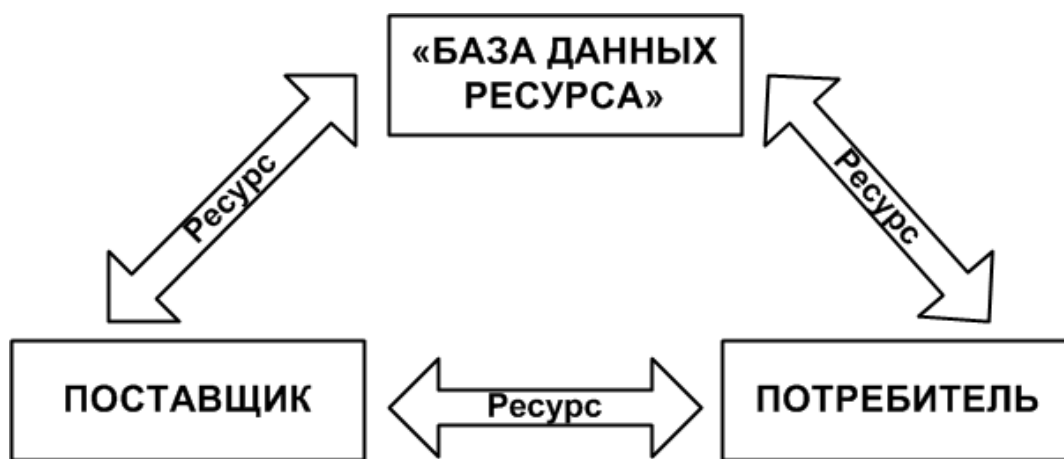 «БАЗА ДАННЫХ
РЕСУРСА»
Ресурс
Ресурс
ПОСТАВЩИК
Ресурс
ПОТРЕБИТЕЛЬ